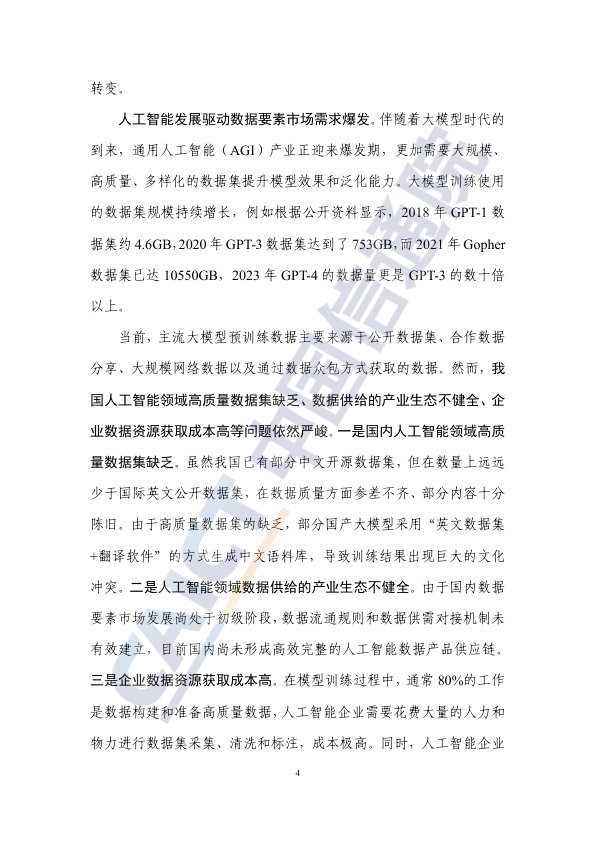 转变。
人工智能发展驱动数据要素市场需求爆发。伴随着大模型时代的
到来，通用人工智能（AGI）产业正迎来爆发期，更加需要大规模、
高质量、多样化的数据集提升模型效果和泛化能力。大模型训练使用
的数据集规模持续增长，例如根据公开资料显示，2018 年 GPT-1 数
据集约 4.6GB，2020 年 GPT-3 数据集达到了 753GB，而 2021 年 Gopher
数据集已达 10550GB，2023 年 GPT-4 的数据量更是 GPT-3 的数十倍
以上。
当前，主流大模型预训练数据主要来源于公开数据集、合作数据
分享、大规模网络数据以及通过数据众包方式获取的数据。然而，我
国人工智能领域高质量数据集缺乏、数据供给的产业生态不健全、企
业数据资源获取成本高等问题依然严峻。一是国内人工智能领域高质
量数据集缺乏。虽然我国已有部分中文开源数据集，但在数量上远远
少于国际英文公开数据集，在数据质量方面参差不齐、部分内容十分
陈旧。由于高质量数据集的缺乏，部分国产大模型采用“英文数据集
+翻译软件”的方式生成中文语料库，导致训练结果出现巨大的文化
冲突。二是人工智能领域数据供给的产业生态不健全。由于国内数据
要素市场发展尚处于初级阶段，数据流通规则和数据供需对接机制未
有效建立，目前国内尚未形成高效完整的人工智能数据产品供应链。
三是企业数据资源获取成本高。在模型训练过程中，通常 80%的工作
是数据构建和准备高质量数据，人工智能企业需要花费大量的人力和
物力进行数据集采集、清洗和标注，成本极高。同时，人工智能企业
4
CAICT 中国信通院